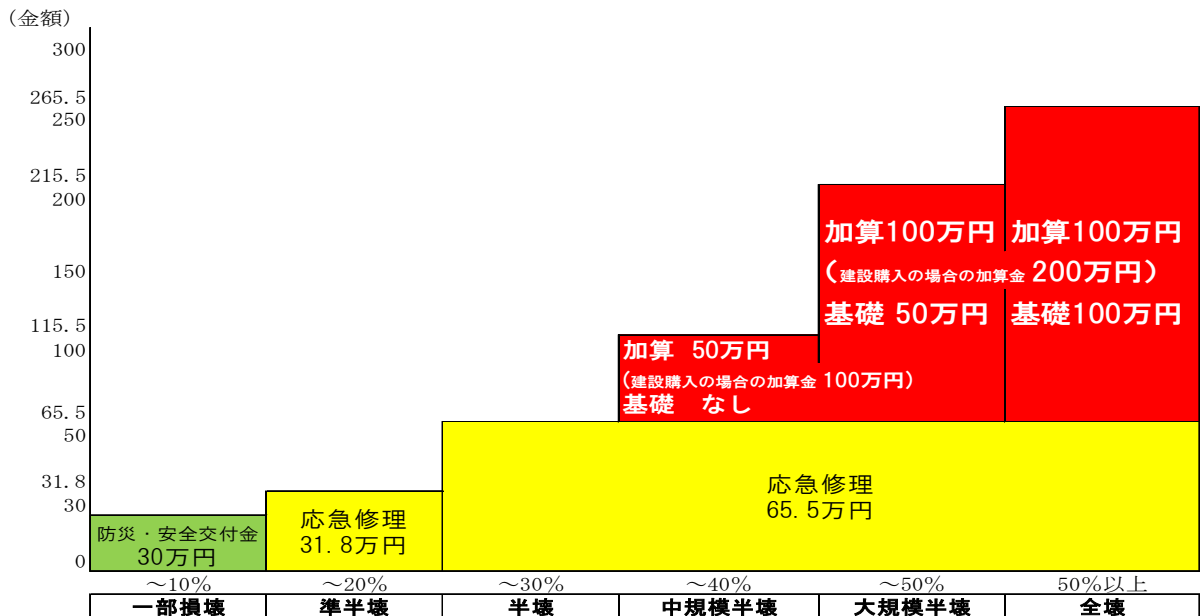 （金額）
300
265.5
250
215.5
200
150
115.5
100
65.5
50
31.8
30
0
加算100万円 加算100万円
（建設購入の場合の加算金 200万円）
基礎 50万円 基礎100万円
加算 50万円
（建設購入の場合の加算金 100万円）
基礎 なし
応急修理
65.5万円
応急修理
31.8万円
防災・安全交付金
30万円
～10% ～20% ～30% ～40% ～50% 50%以上
一部損壊 準半壊 半壊 中規模半壊 大規模半壊 全壊